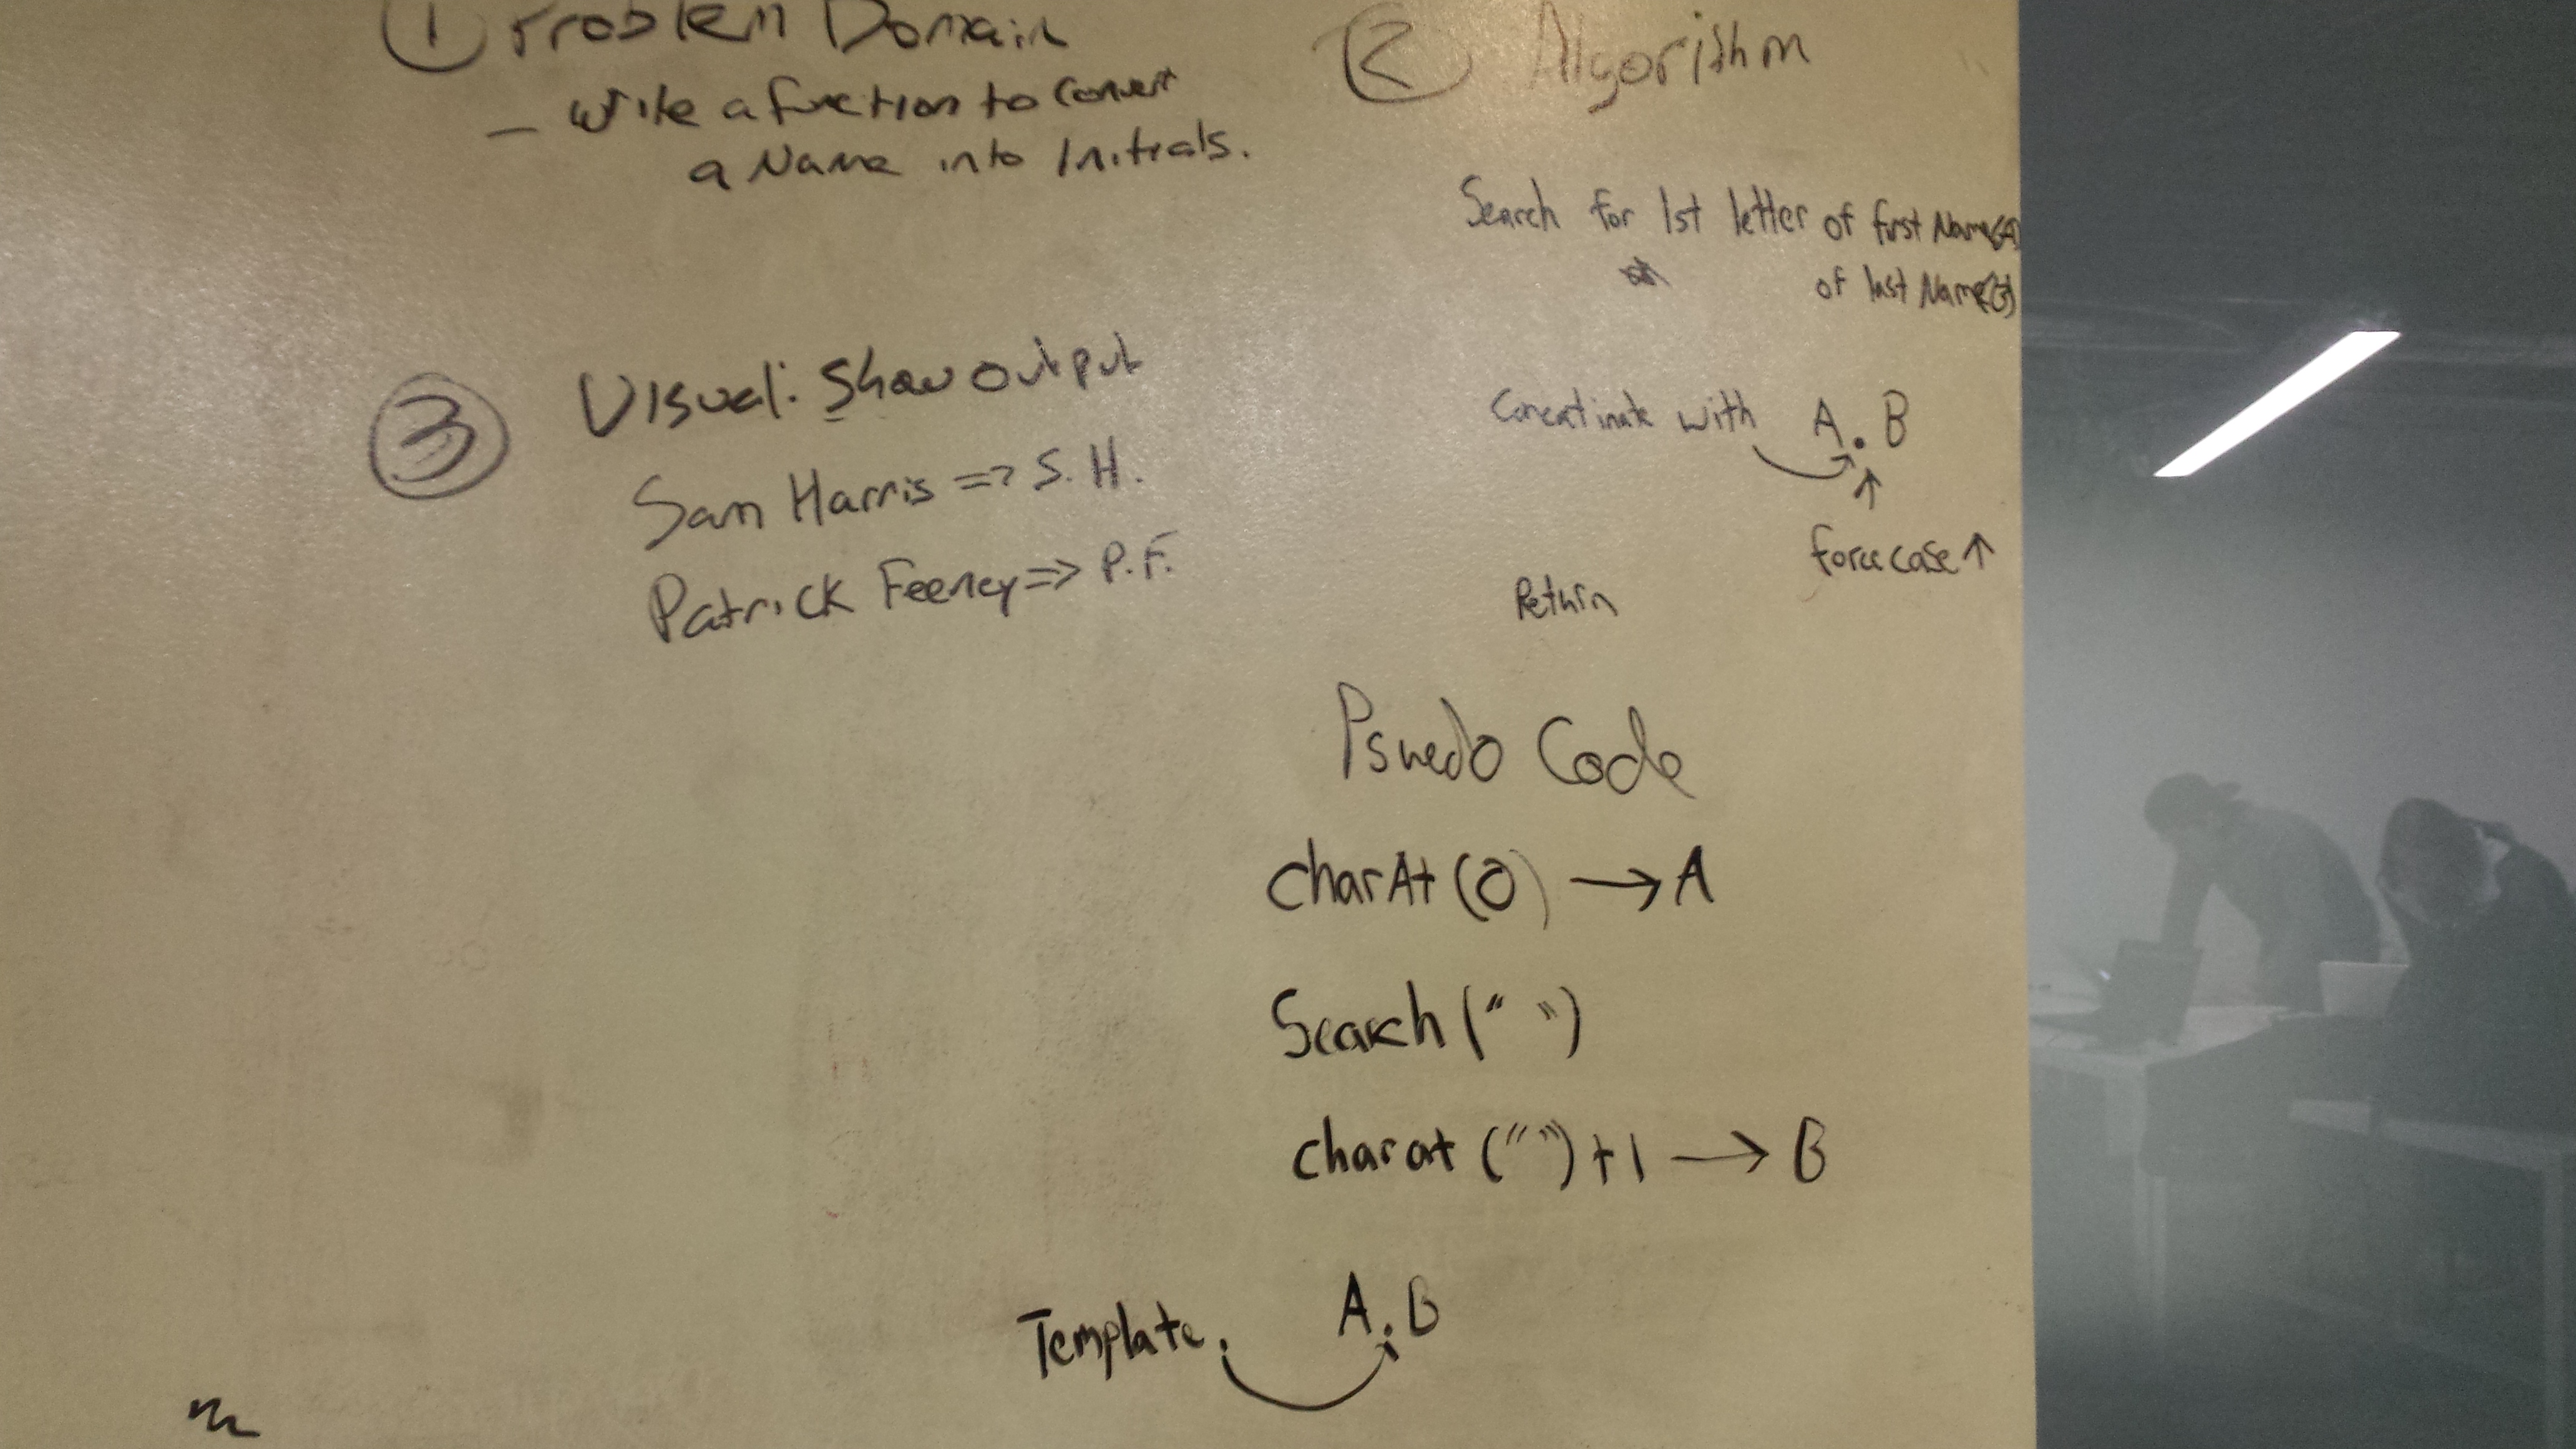 ① Problem Domain
— write a function to convert
a Name into Initials.
③ Visual: Show output
Sam Harris => S. H.
Patrick Feeney => P. F.
② Algorithm
Search for 1st letter of first Name(A)
of last Name(B)
Concatinate with A . B
force case ↑
Return
Psuedo Code
charAt (0) → A
Search (" ")
charat (" ") + 1 → B
Template . A . B